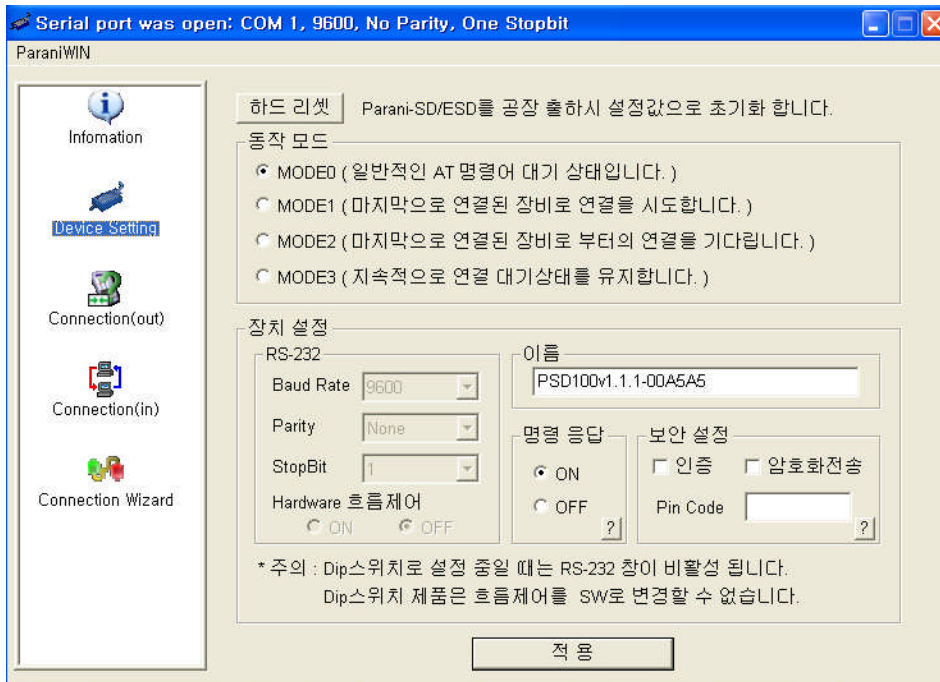 Serial port was open: COM 1, 9600, No Parity, One Stopbit
ParaniWIN
Infomation
Device Setting
Connection(out)
Connection(in)
Connection Wizard
하드 리셋 Parani-SD/ESD를 공장 출하시 설정값으로 초기화 합니다.
동작 모드
MODE0 ( 일반적인 AT 명령어 대기 상태입니다. )
MODE1 ( 마지막으로 연결된 장비로 연결을 시도합니다. )
MODE2 ( 마지막으로 연결된 장비로 부터의 연결을 기다립니다. )
MODE3 ( 지속적으로 연결 대기상태를 유지합니다. )
장치 설정
RS-232
Baud Rate 9600
Parity None
StopBit 1
Hardware 흐름제어
ON OFF
이름
PSD100v1.1.1-00A5A5
명령 응답
ON
OFF
?
보안 설정
인증 암호화전송
Pin Code
?
* 주의 : Dip스위치로 설정 중일 때는 RS-232 창이 비활성 됩니다.
Dip스위치 제품은 흐름제어를 SW로 변경할 수 없습니다.
적 용